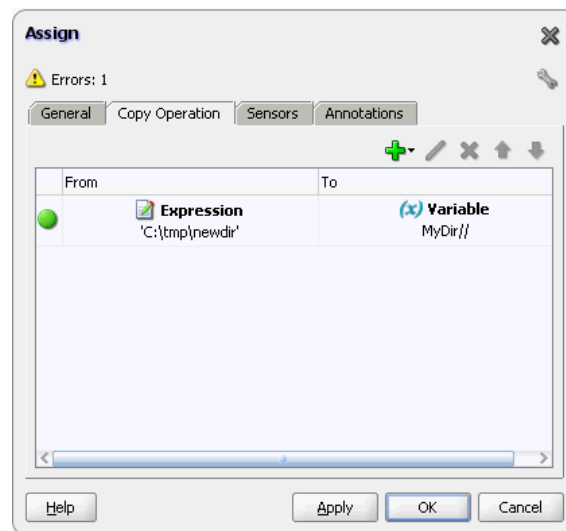 Assign
Errors: 1
General Copy Operation Sensors Annotations
From To
Expression (x) Variable
'C:\tmp\newdir' MyDir//
Help Apply OK Cancel